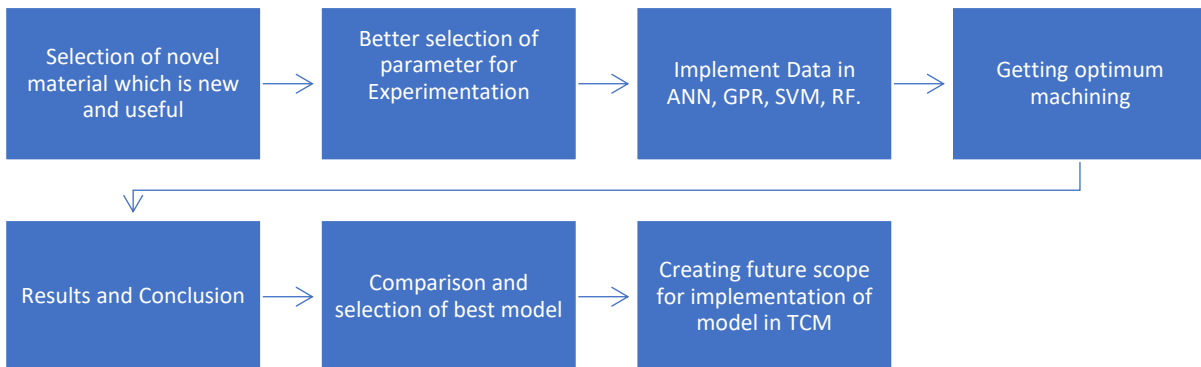 Selection of novel
material which is new
and useful
Better selection of
parameter for
Experimentation
Implement Data in
ANN, GPR, SVM, RF.
Getting optimum
machining
Results and Conclusion
Comparison and
selection of best model
Creating future scope
for implementation of
model in TCM